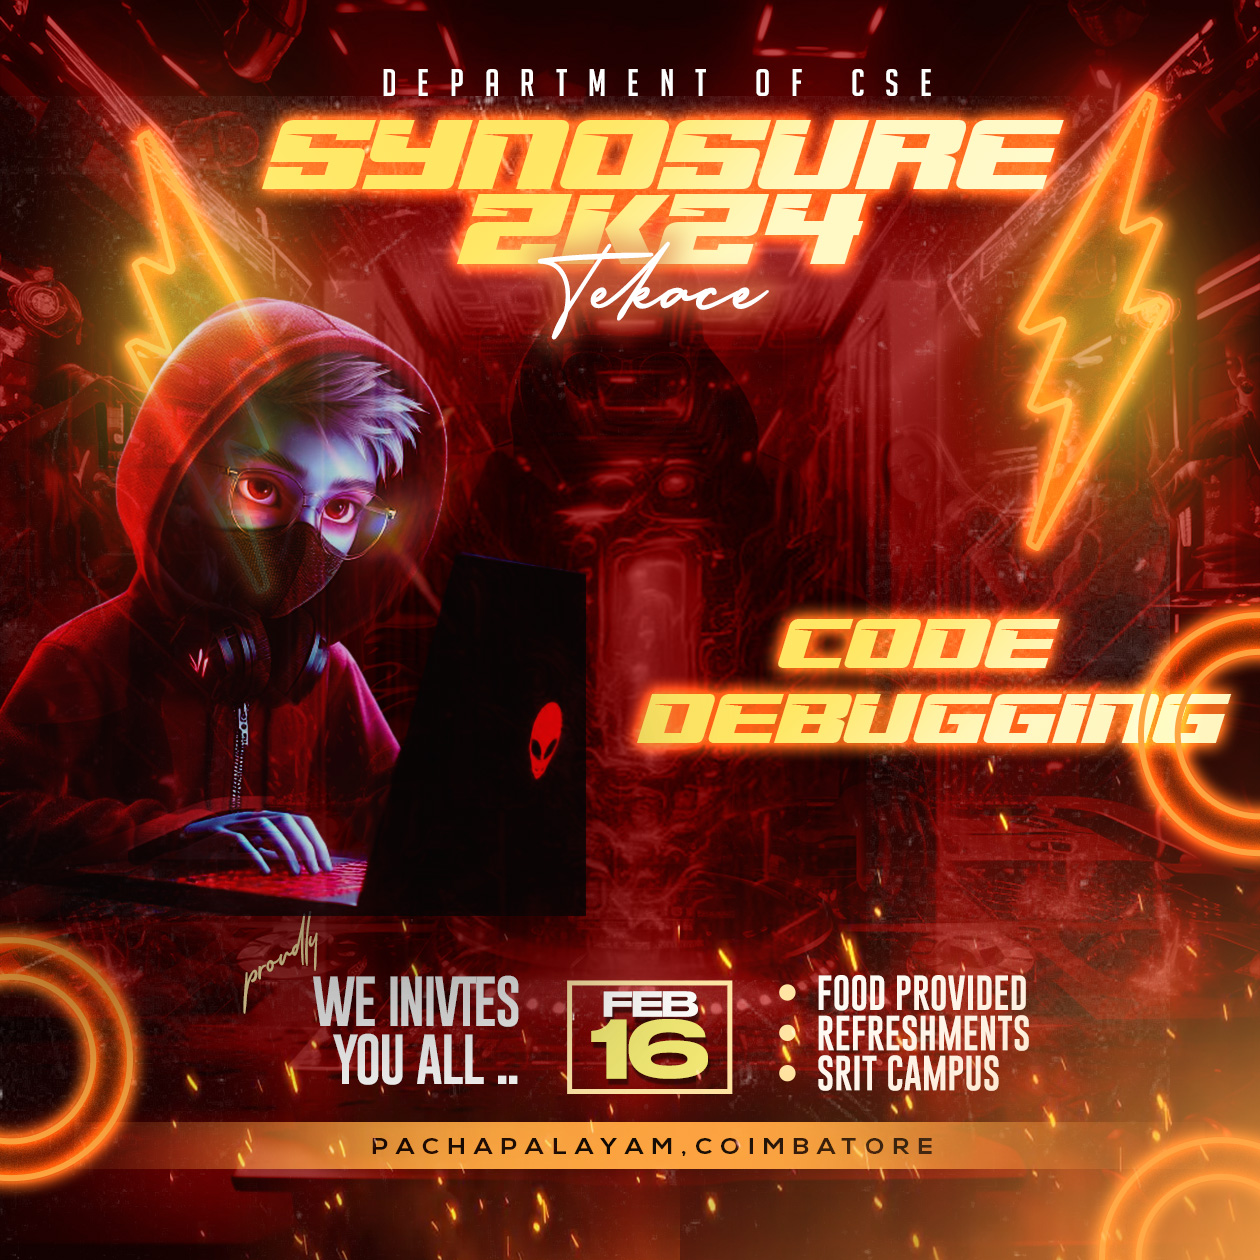 DEPARTMENT OF CSE
SYNOSURE
2K24
Tekace
CODE
DEBUGGING
proudly
WE INIVTES
YOU ALL ..
FEB
16
FOOD PROVIDED
REFRESHMENTS
SRIT CAMPUS
PACHAPALAYAM,COIMBATORE